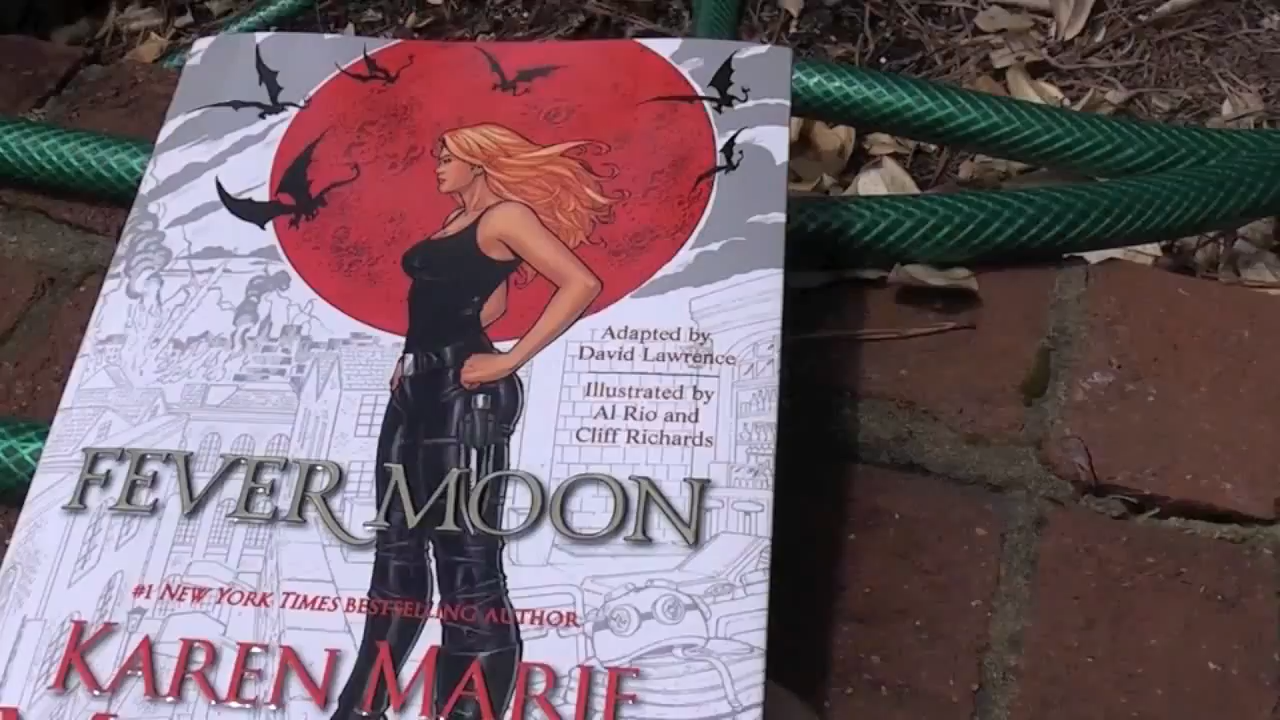 Adapted by
David Lawrence
Illustrated by
Al Rio and
Cliff Richards
FEVER MOON
#1 NEW YORK TIMES BESTSELLING AUTHOR
KAREN MARIE